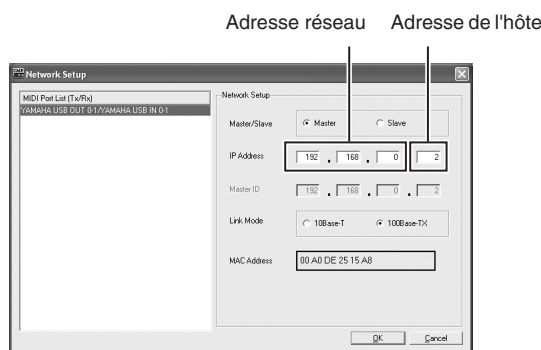 Adresse réseau Adresse de l'hôte
Network Setup
MIDI Port List (Tx/Rx)
YAMAHA USB OUT 0-1/YAMAHA USB IN 0-1
Network Setup
Master/Slave Master Slave
IP Address 192 . 168 . 0 . 2
Master ID 192 . 168 . 0 . 2
Link Mode 10Base-T 100Base-TX
MAC Address 00 A0 DE 25 15 A8
OK Cancel